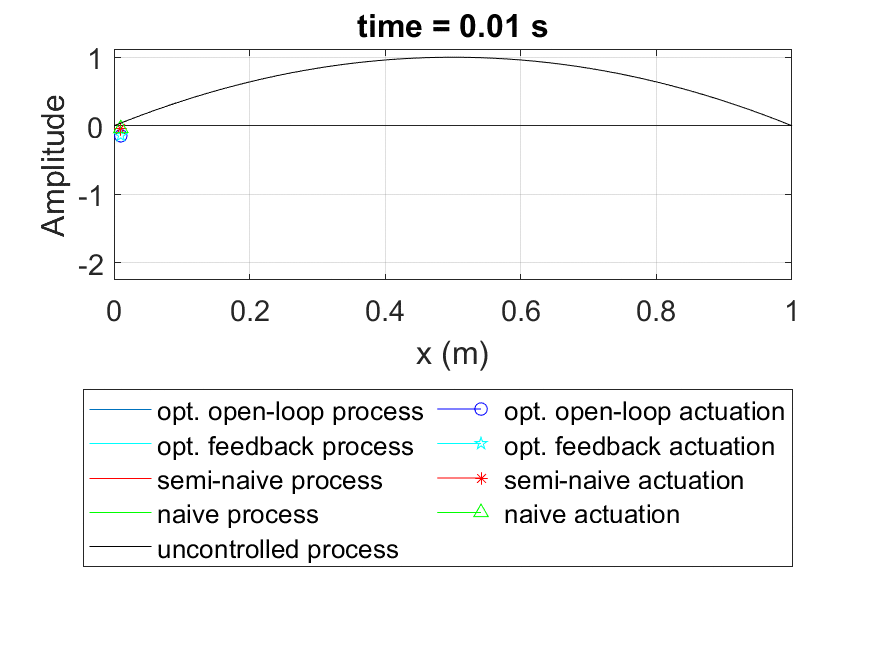 time = 0.01 s
1
0
-1
-2
Amplitude
0 0.2 0.4 0.6 0.8 1
x (m)
opt. open-loop process
opt. feedback process
semi-naive process
naive process
uncontrolled process
opt. open-loop actuation
opt. feedback actuation
semi-naive actuation
naive actuation